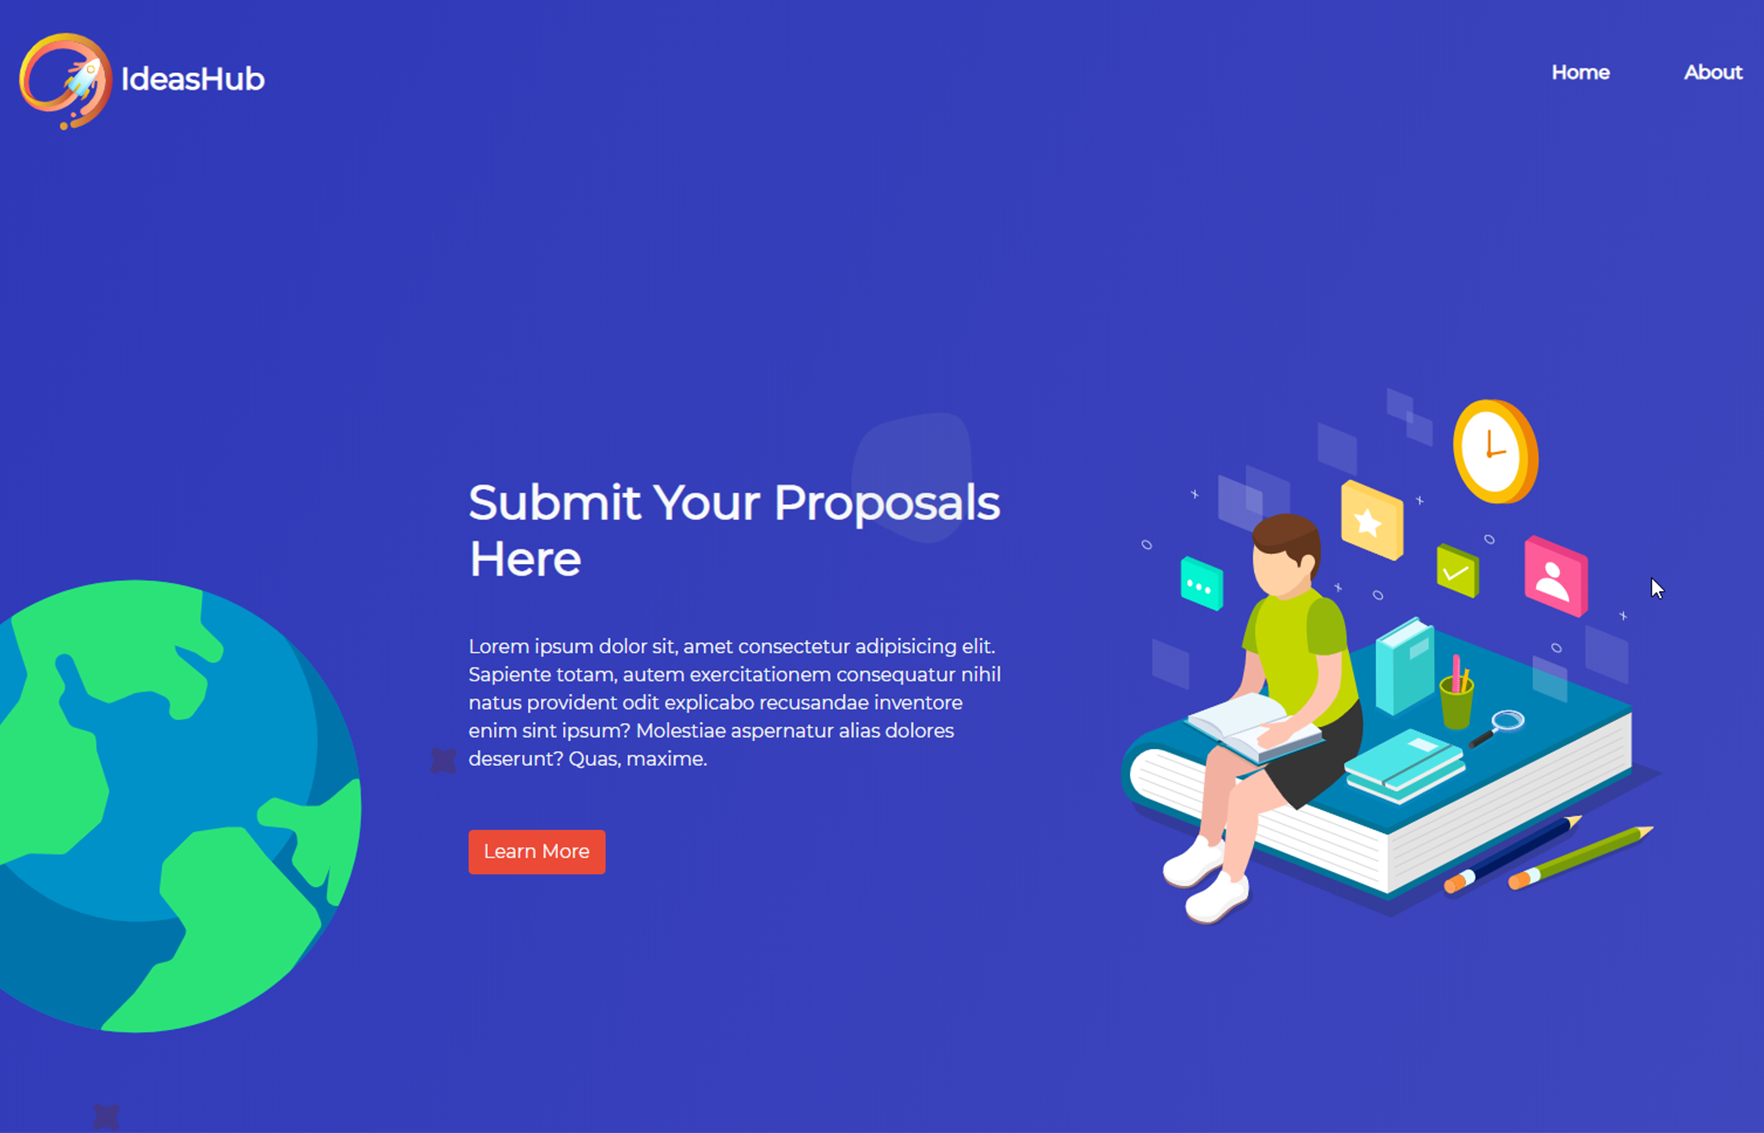 IdeasHub
Home
About
Submit Your Proposals
Here
Lorem ipsum dolor sit, amet consectetur adipisicing elit.
Sapiente totam, autem exercitationem consequatur nihil
natus provident odit explicabo recusandae inventore
enim sint ipsum? Molestiae aspernatur alias dolores
deserunt? Quas, maxime.
Learn More